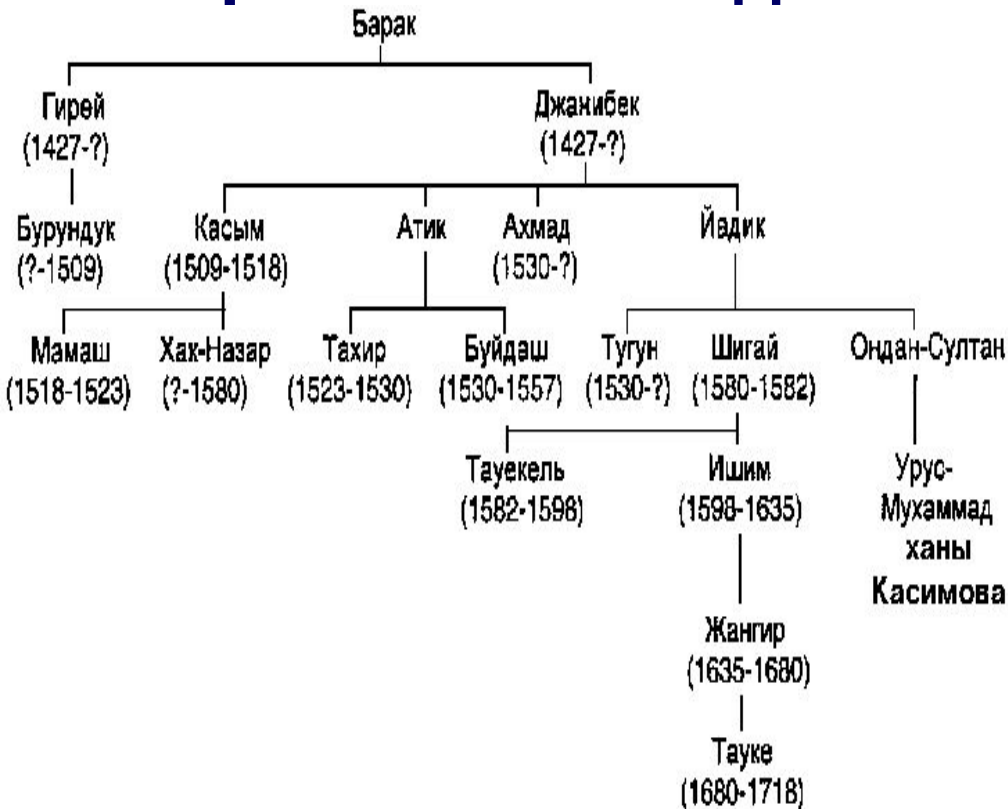 Барак
Гирей
(1427-?)
Джанибек
(1427-?)
Бурундук
(?-1509)
Касым
(1509-1518)
Атик
Ахмад
(1530-?)
Йадик
Мамаш
(1518-1523)
Хак-Назар
(?-1580)
Тахир
(1523-1530)
Буйдаш
(1530-1557)
Тугун
(1530-?)
Шигай
(1580-1582)
Ондан-Султан
Тауекель
(1582-1598)
Ишим
(1598-1635)
Урус-
Мухаммад
ханы
Касимова
Жангир
(1635-1680)
Тауке
(1680-1718)